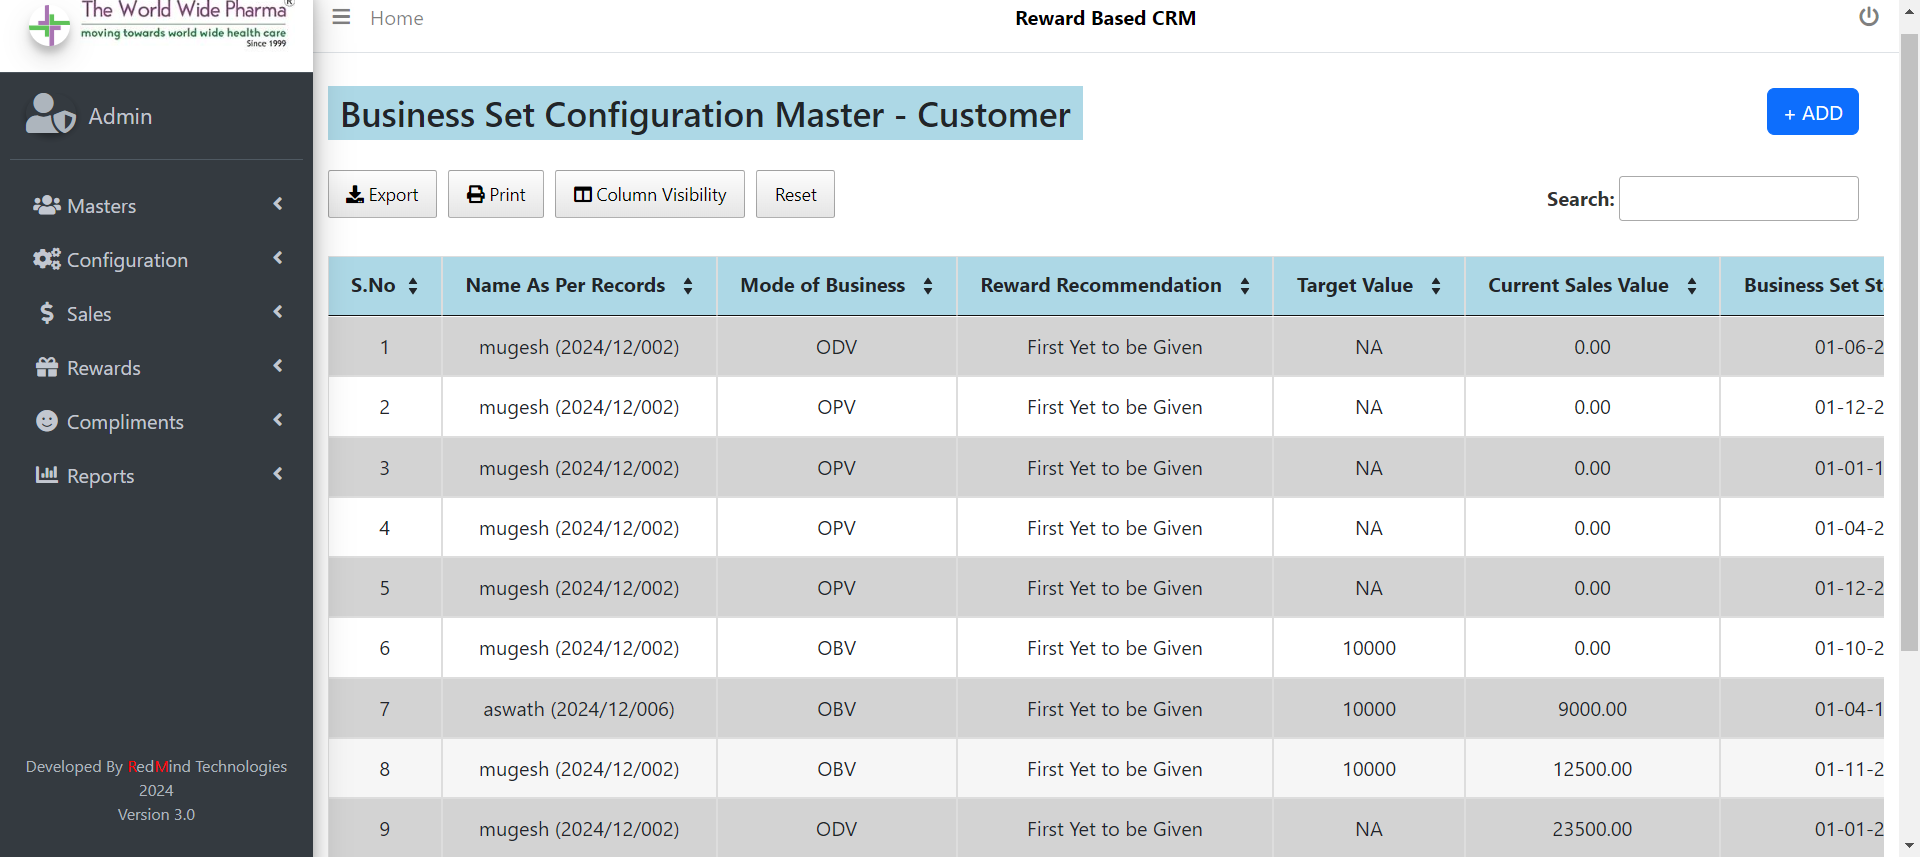 The World Wide Pharma®
moving towards world wide health care
Since 1999
Home
Reward Based CRM
Admin
Masters
Configuration
Sales
Rewards
Compliments
Reports
Developed By RedMind Technologies
2024
Version 3.0
Business Set Configuration Master - Customer
+ ADD
Export Print Column Visibility Reset
Search:
S.No Name As Per Records Mode of Business Reward Recommendation Target Value Current Sales Value Business Set St
1 mugesh (2024/12/002) ODV First Yet to be Given NA 0.00 01-06-2
2 mugesh (2024/12/002) OPV First Yet to be Given NA 0.00 01-12-2
3 mugesh (2024/12/002) OPV First Yet to be Given NA 0.00 01-01-1
4 mugesh (2024/12/002) OPV First Yet to be Given NA 0.00 01-04-2
5 mugesh (2024/12/002) OPV First Yet to be Given NA 0.00 01-12-2
6 mugesh (2024/12/002) OBV First Yet to be Given 10000 0.00 01-10-2
7 aswath (2024/12/006) OBV First Yet to be Given 10000 9000.00 01-04-1
8 mugesh (2024/12/002) OBV First Yet to be Given 10000 12500.00 01-11-2
9 mugesh (2024/12/002) ODV First Yet to be Given NA 23500.00 01-01-2